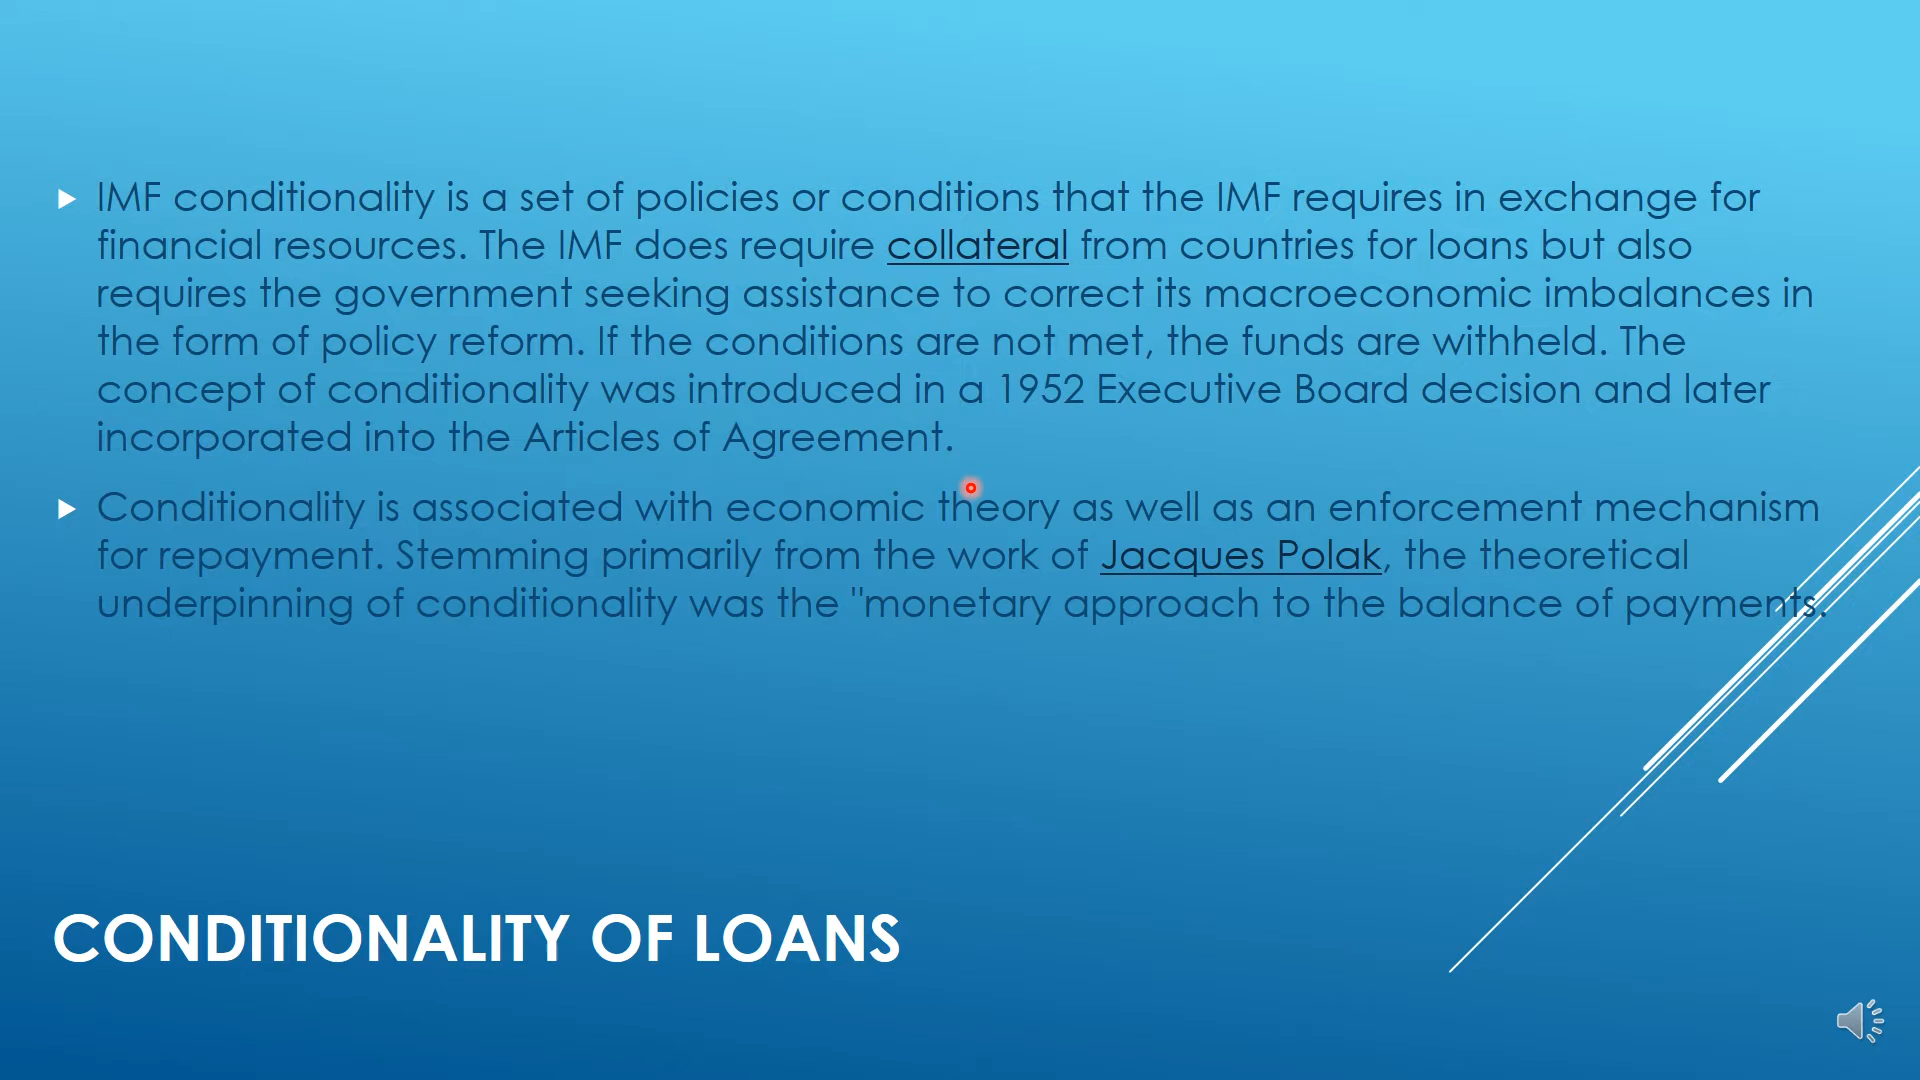 IMF conditionality is a set of policies or conditions that the IMF requires in exchange for
financial resources. The IMF does require collateral from countries for loans but also
requires the government seeking assistance to correct its macroeconomic imbalances in
the form of policy reform. If the conditions are not met, the funds are withheld. The
concept of conditionality was introduced in a 1952 Executive Board decision and later
incorporated into the Articles of Agreement.
Conditionality is associated with economic theory as well as an enforcement mechanism
for repayment. Stemming primarily from the work of Jacques Polak, the theoretical
underpinning of conditionality was the "monetary approach to the balance of payments.
CONDITIONALITY OF LOANS